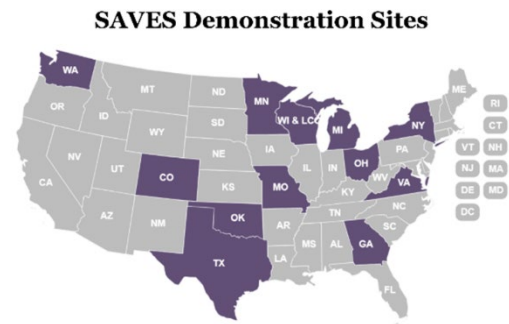 SAVES Demonstration Sites
WA
MT
ND
MN
ME
OR
ID
WY
SD
WI & LCO
MI
NY
RI
CT
NV
UT
CO
NE
IA
IL
IN
OH
PA
WV
VA
VT
NH
NJ
MA
DE
MD
DC
CA
AZ
NM
KS
OK
TX
MO
AR
LA
KY
TN
MS
AL
GA
NC
SC
FL